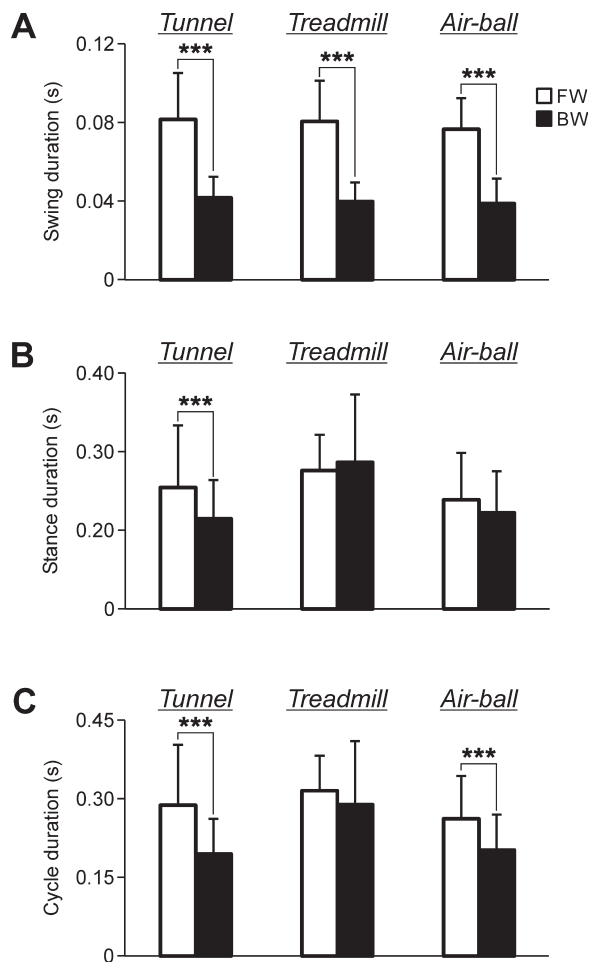 A
Tunnel Treadmill Air-ball
0.12
***
***
***
FW
BW
0.08
0.04
0
Swing duration (s)
B
Tunnel Treadmill Air-ball
0.40
***
0.30
0.20
0
Stance duration (s)
C
Tunnel Treadmill Air-ball
0.45
***
***
0.30
0.15
0
Cycle duration (s)